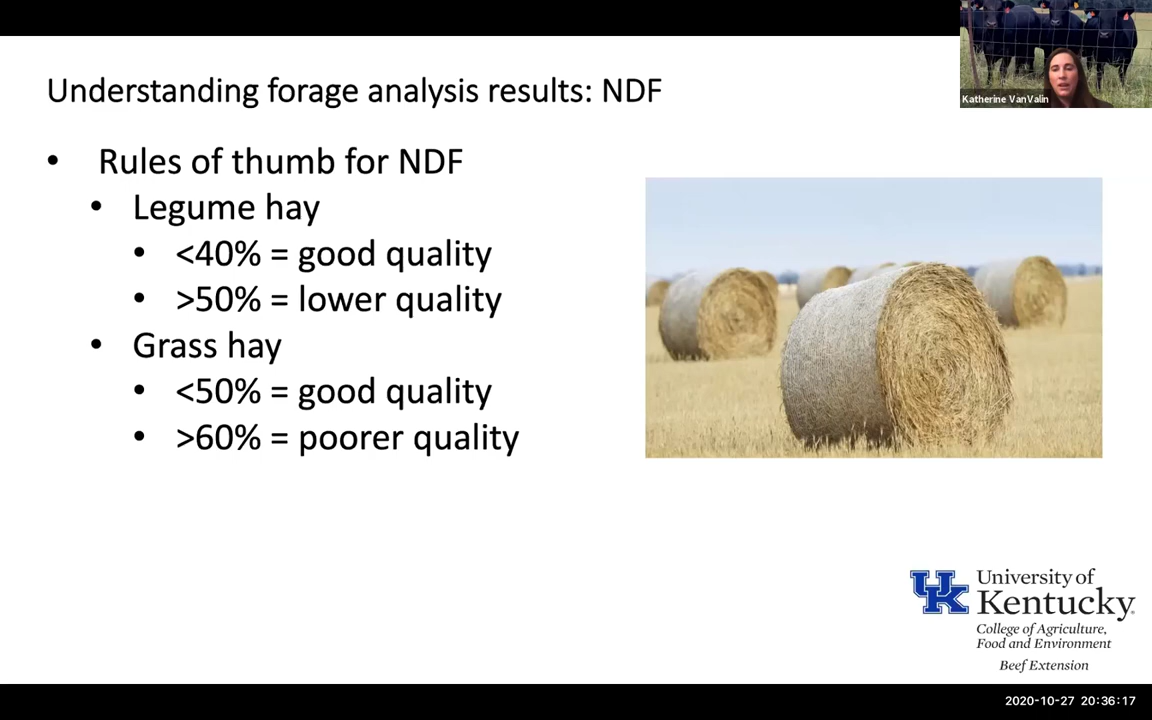 Katherine VanValin
Understanding forage analysis results: NDF
• Rules of thumb for NDF
• Legume hay
• <40% = good quality
• >50% = lower quality
• Grass hay
• <50% = good quality
• >60% = poorer quality
UK
University of
Kentucky
College of Agriculture,
Food and Environment
Beef Extension
2020-10-27 20:36:17